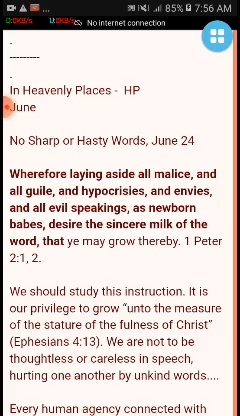 0:0KB/s U:0KB/s 85% 7:56 AM
No internet connection
.
---------
.
In Heavenly Places - HP
June
No Sharp or Hasty Words, June 24
Wherefore laying aside all malice, and
all guile, and hypocrisies, and envies,
and all evil speakings, as newborn
babes, desire the sincere milk of the
word, that ye may grow thereby. 1 Peter
2:1, 2.
We should study this instruction. It is
our privilege to grow “unto the measure
of the stature of the fulness of Christ”
(Ephesians 4:13). We are not to be
thoughtless or careless in speech,
hurting one another by unkind words....
Every human agency connected with